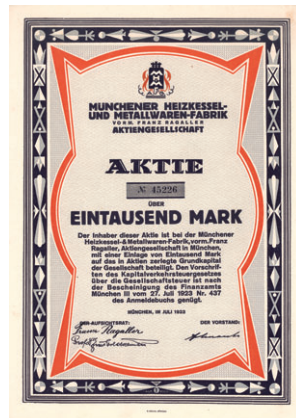 MÜNCHENER HEIZKESSEL-
UND METALLWAREN-FABRIK
VORM. FRANZ RAGALLER
AKTIENGESELLSCHAFT
AKTIE
№ 45226
ÜBER
EINTAUSEND MARK
Der Inhaber dieser Aktie ist bei der Münchener
Heizkessel-& Metallwaren-Fabrik, vorm. Franz
Ragaller, Aktiengesellschaft in München,
mit einer Einlage von Eintausend Mark
auf das in Aktien zerlegte Grundkapital
der Gesellschaft beteiligt. Den Vorschrif-
ten des Kapitalverkehrsteuergesetzes
über die Gesellschaftsteuer ist nach
der Bescheinigung des Finanzamts
München III vom 27. Juli 1923 Nr. 437
des Anmeldebuchs genügt.
MÜNCHEN, IM JULI 1923
DER AUFSICHTSRAT:
DER VORSTAND:
Franz Ragaller